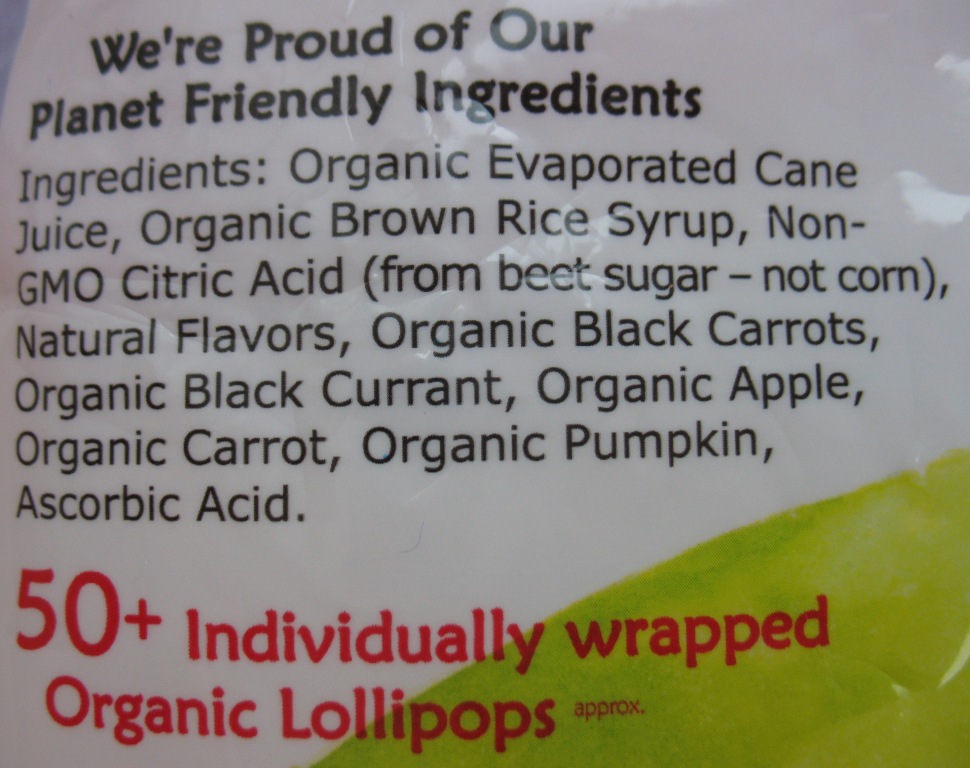 We're Proud of Our
Planet Friendly Ingredients
Ingredients: Organic Evaporated Cane
Juice, Organic Brown Rice Syrup, Non-
GMO Citric Acid (from beet sugar – not corn),
Natural Flavors, Organic Black Carrots,
Organic Black Currant, Organic Apple,
Organic Carrot, Organic Pumpkin,
Ascorbic Acid.
50+ Individually wrapped
Organic Lollipops approx.